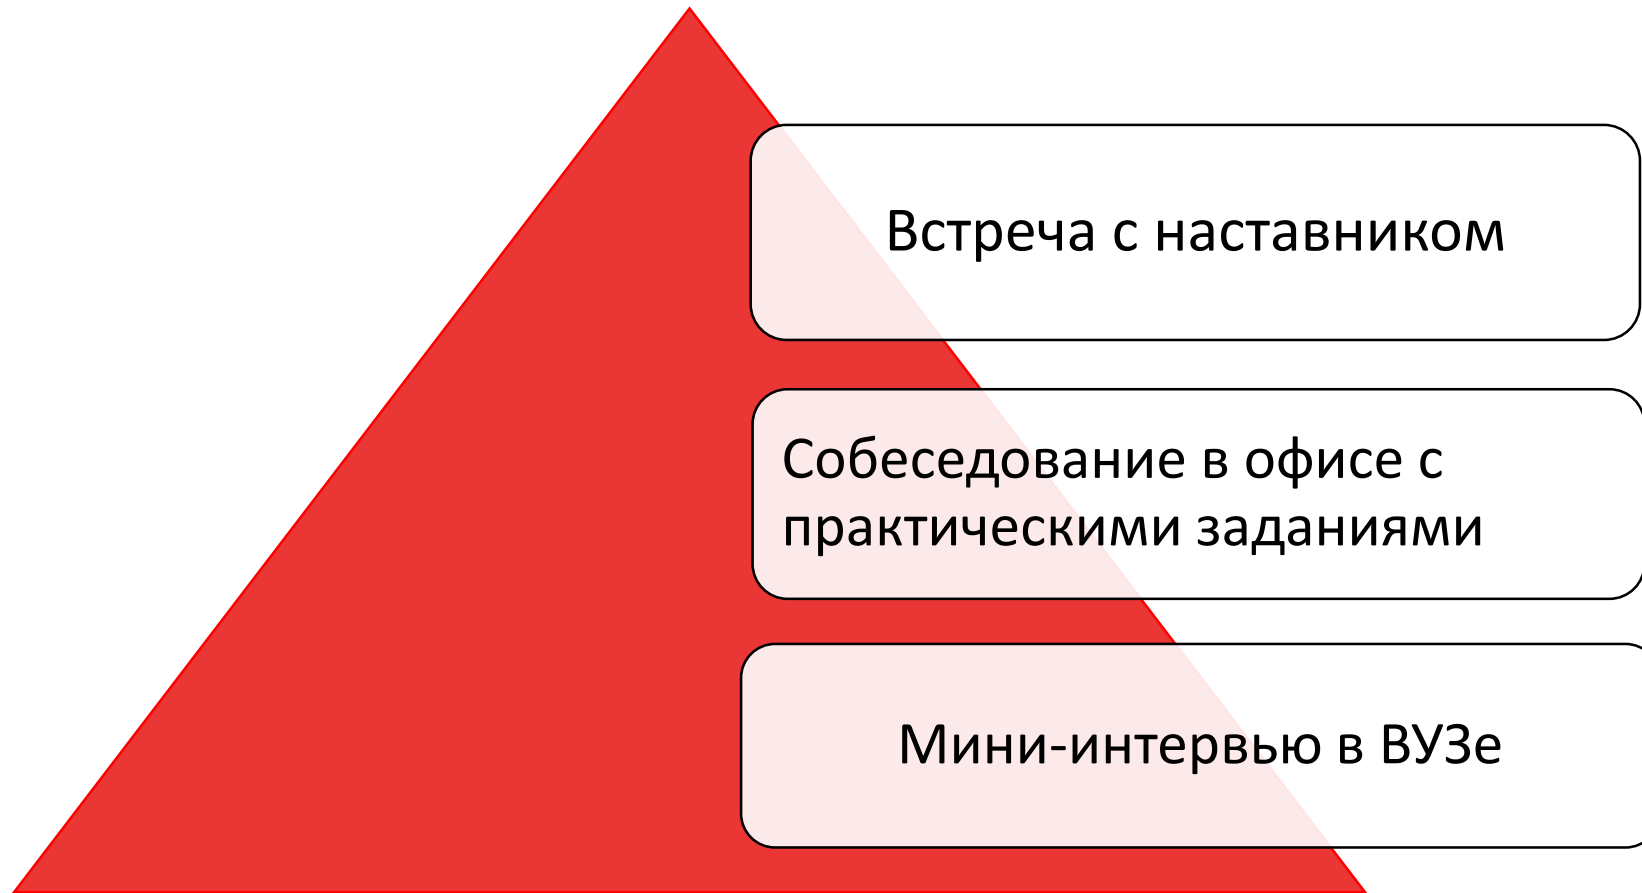 Встреча с наставником
Собеседование в офисе с
практическими заданиями
Мини-интервью в ВУЗе